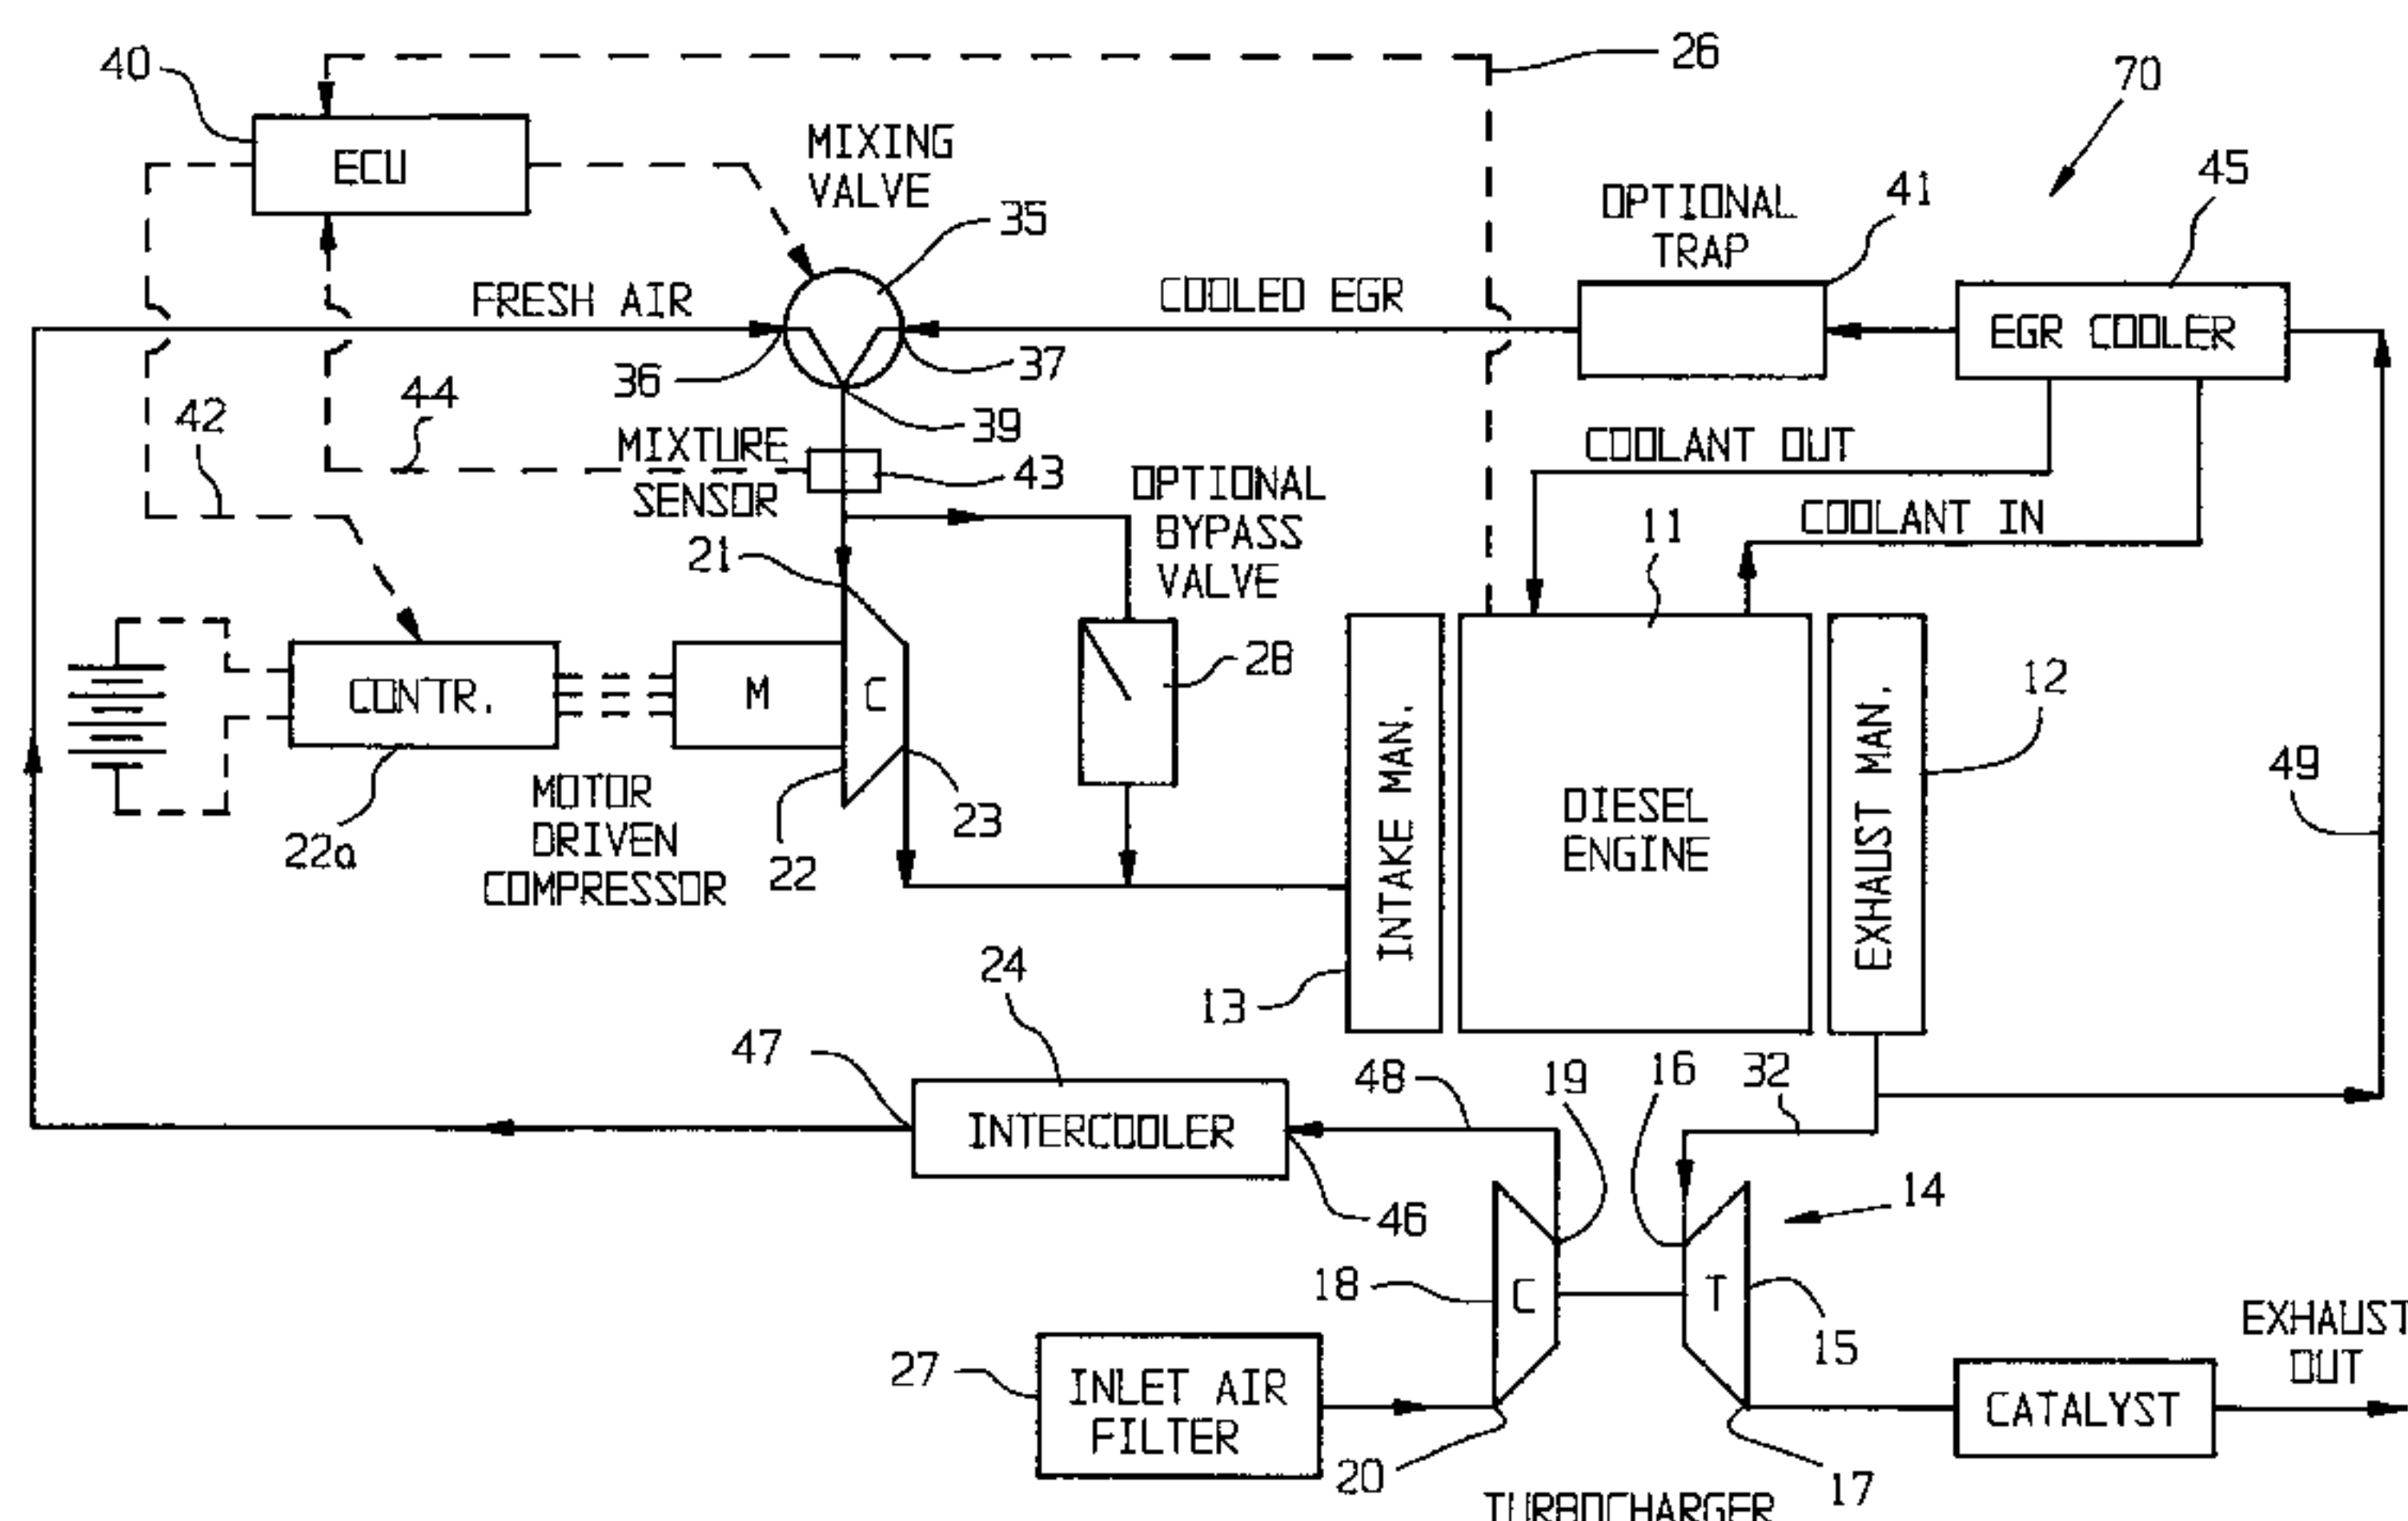 40
26
70
ECU
MIXING
VALVE
35
OPTIONAL
TRAP
41
45
FRESH AIR
COOLED EGR
EGR COOLER
36
37
39
42
44
MIXTURE
SENSOR
43
COOLANT OUT
COOLANT IN
OPTIONAL
BYPASS
VALVE
21
11
CONTR.
M
C
28
12
INTAKE MAN.
EXHAUST MAN.
DIESEL
ENGINE
49
22a
MOTOR
DRIVEN
COMPRESSOR
22
23
24
13
47
INTERCOOLER
48
19
16
32
46
14
18
C
T
15
27
INLET AIR
FILTER
20
17
CATALYST
EXHAUST
OUT
TURBOCHARGER